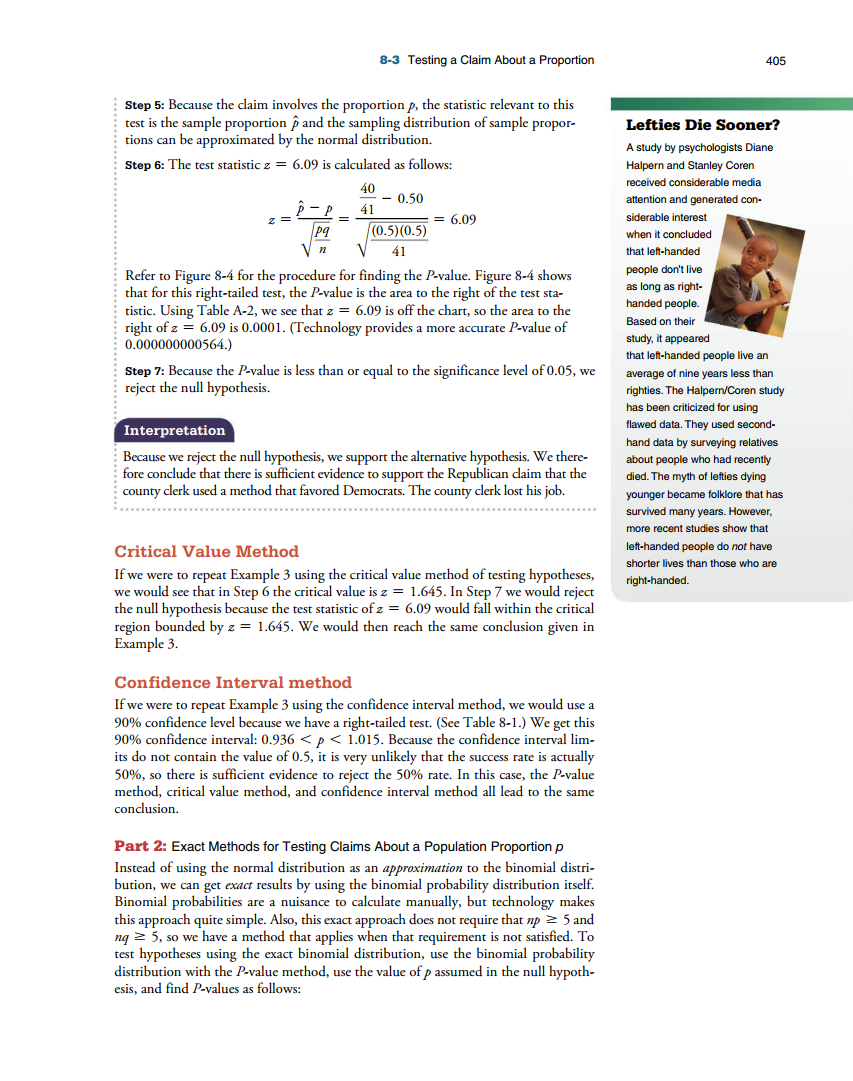 8-3 Testing a Claim About a Proportion 405
Step 5: Because the claim involves the proportion p, the statistic relevant to this
test is the sample proportion p̂ and the sampling distribution of sample propor-
tions can be approximated by the normal distribution.
Step 6: The test statistic z = 6.09 is calculated as follows:
z = (p̂ − p) / √(pq/n) = (40/41 − 0.50) / √((0.5)(0.5)/41) = 6.09
Refer to Figure 8-4 for the procedure for finding the P-value. Figure 8-4 shows
that for this right-tailed test, the P-value is the area to the right of the test sta-
tistic. Using Table A-2, we see that z = 6.09 is off the chart, so the area to the
right of z = 6.09 is 0.0001. (Technology provides a more accurate P-value of
0.000000000564.)
Step 7: Because the P-value is less than or equal to the significance level of 0.05, we
reject the null hypothesis.
Interpretation
Because we reject the null hypothesis, we support the alternative hypothesis. We there-
fore conclude that there is sufficient evidence to support the Republican claim that the
county clerk used a method that favored Democrats. The county clerk lost his job.
Critical Value Method
If we were to repeat Example 3 using the critical value method of testing hypotheses,
we would see that in Step 6 the critical value is z = 1.645. In Step 7 we would reject
the null hypothesis because the test statistic of z = 6.09 would fall within the critical
region bounded by z = 1.645. We would then reach the same conclusion given in
Example 3.
Confidence Interval method
If we were to repeat Example 3 using the confidence interval method, we would use a
90% confidence level because we have a right-tailed test. (See Table 8-1.) We get this
90% confidence interval: 0.936 < p < 1.015. Because the confidence interval lim-
its do not contain the value of 0.5, it is very unlikely that the success rate is actually
50%, so there is sufficient evidence to reject the 50% rate. In this case, the P-value
method, critical value method, and confidence interval method all lead to the same
conclusion.
Part 2: Exact Methods for Testing Claims About a Population Proportion p
Instead of using the normal distribution as an approximation to the binomial distri-
bution, we can get exact results by using the binomial probability distribution itself.
Binomial probabilities are a nuisance to calculate manually, but technology makes
this approach quite simple. Also, this exact approach does not require that np ≥ 5 and
nq ≥ 5, so we have a method that applies when that requirement is not satisfied. To
test hypotheses using the exact binomial distribution, use the binomial probability
distribution with the P-value method, use the value of p assumed in the null hypoth-
esis, and find P-values as follows:
Lefties Die Sooner?
A study by psychologists Diane
Halpern and Stanley Coren
received considerable media
attention and generated con-
siderable interest
when it concluded
that left-handed
people don't live
as long as right-
handed people.
Based on their
study, it appeared
that left-handed people live an
average of nine years less than
righties. The Halpern/Coren study
has been criticized for using
flawed data. They used second-
hand data by surveying relatives
about people who had recently
died. The myth of lefties dying
younger became folklore that has
survived many years. However,
more recent studies show that
left-handed people do not have
shorter lives than those who are
right-handed.